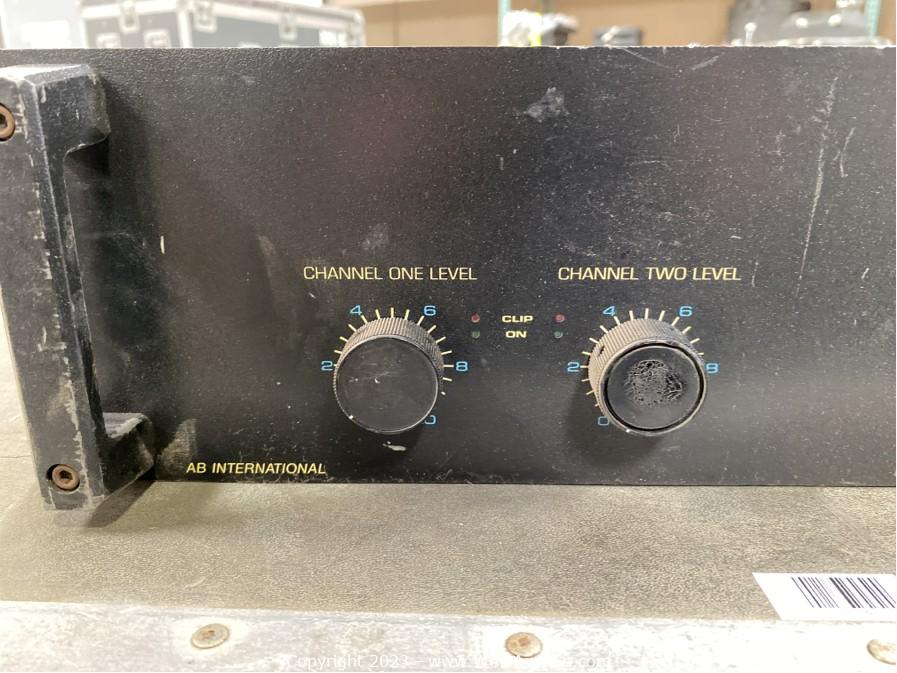 CHANNEL ONE LEVEL
CHANNEL TWO LEVEL
4 6
CLIP
4 6
ON
2 8
2 8
0
0
AB INTERNATIONAL
Copyright 2023